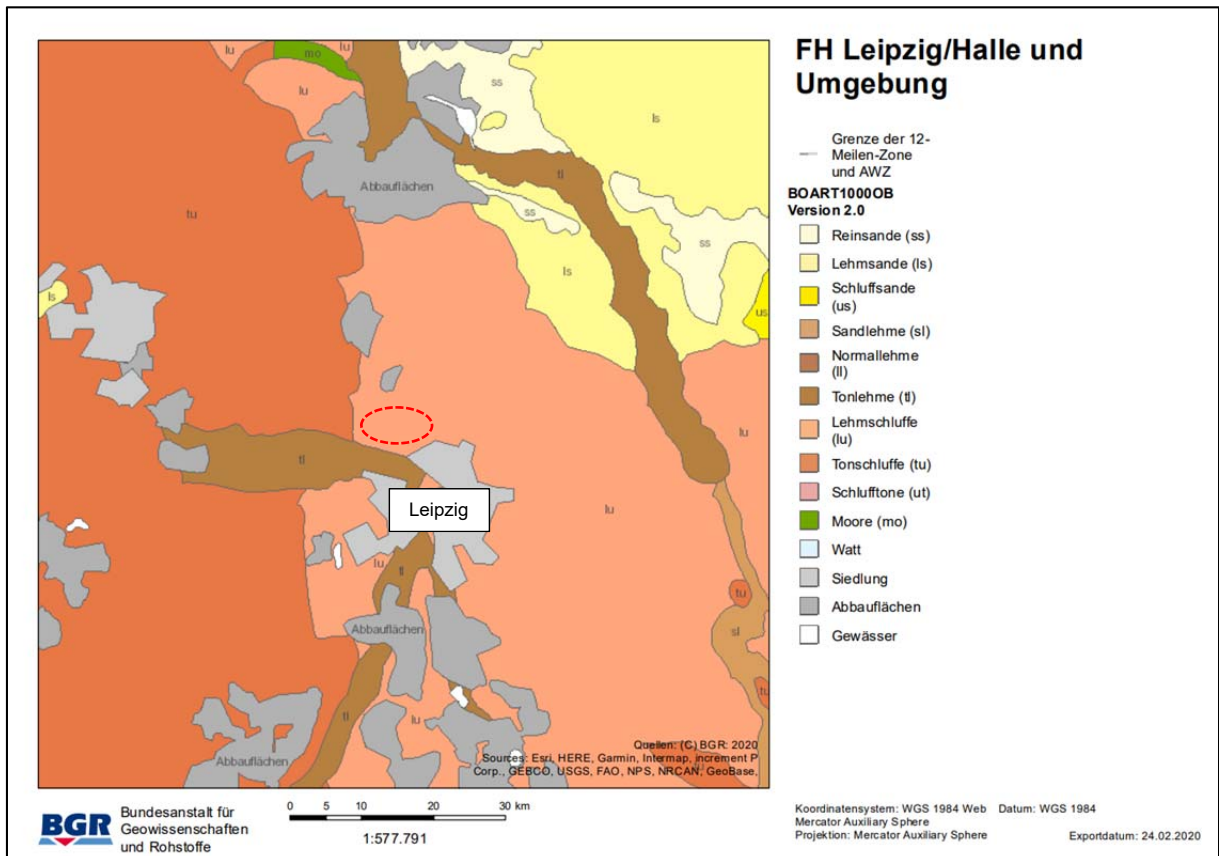 FH Leipzig/Halle und
Umgebung
Grenze der 12-
Meilen-Zone
und AWZ
BOART1000OB
Version 2.0
Reinsande (ss)
Lehmsande (ls)
Schluffsande
(us)
Sandlehme (sl)
Normallehme
(ll)
Tonlehme (tl)
Lehmschluffe
(lu)
Tonschluffe (tu)
Schlufftone (ut)
Moore (mo)
Watt
Siedlung
Abbauflächen
Gewässer
lu
mo
lu
lu
ss
ls
tl
Abbauflächen
tu
ss
ss
ls
ls
us
lu
tl
Leipzig
lu
lu
tl
tu
sl
Abbauflächen
tu
lu
tl
Abbauflächen
lu
Quellen: (C) BGR: 2020
Sources: Esri, HERE, Garmin, Intermap, increment P
Corp., GEBCO, USGS, FAO, NPS, NRCAN, GeoBase,
BGR
Bundesanstalt für
Geowissenschaften
und Rohstoffe
0 5 10 20 30 km
1:577.791
Koordinatensystem: WGS 1984 Web Datum: WGS 1984
Mercator Auxiliary Sphere
Projektion: Mercator Auxiliary Sphere
Exportdatum: 24.02.2020